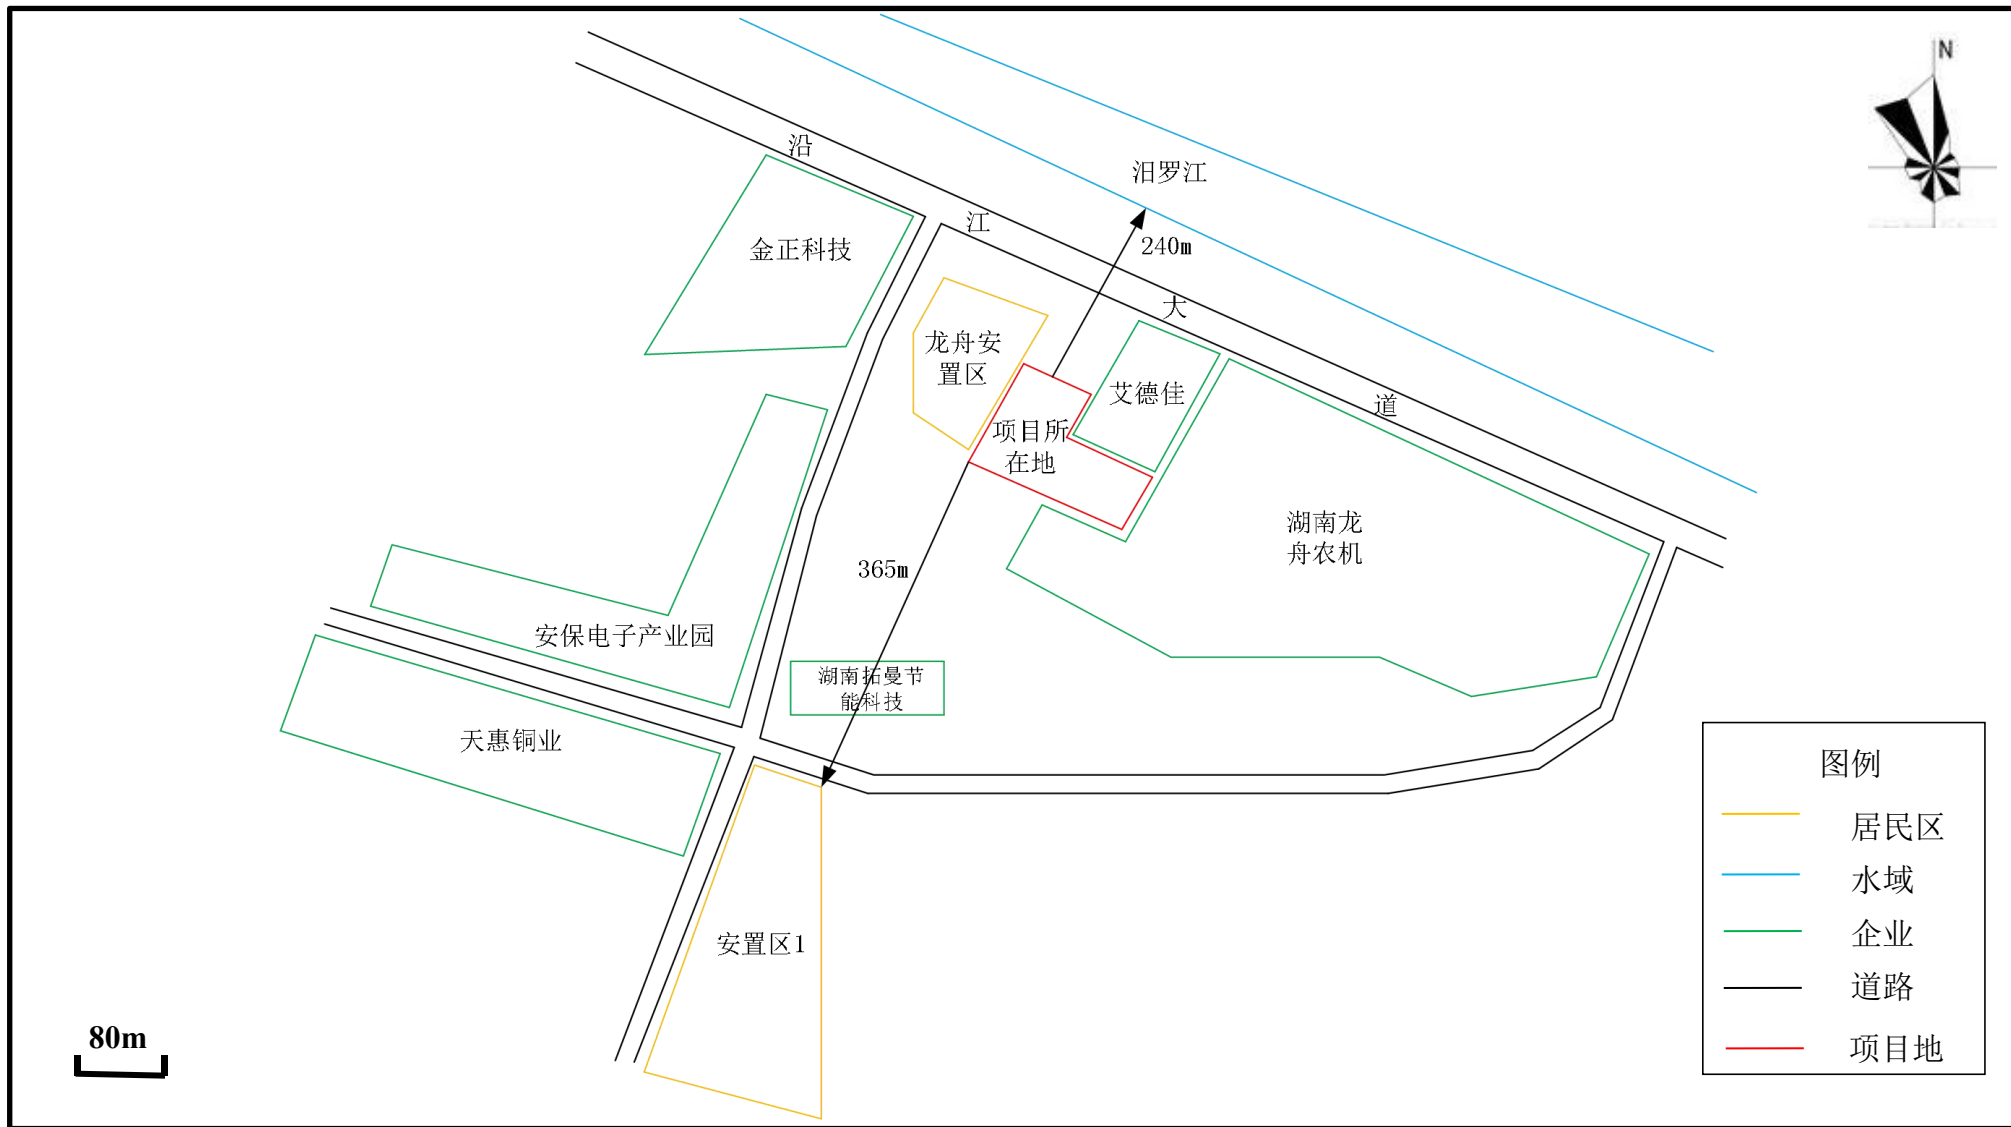 N
沿
江
大
道
汨罗江
240m
金正科技
龙舟安
置区
艾德佳
项目所
在地
湖南龙
舟农机
365m
安保电子产业园
湖南拓曼节
能科技
天惠铜业
安置区1
80m
图例
居民区
水域
企业
道路
项目地